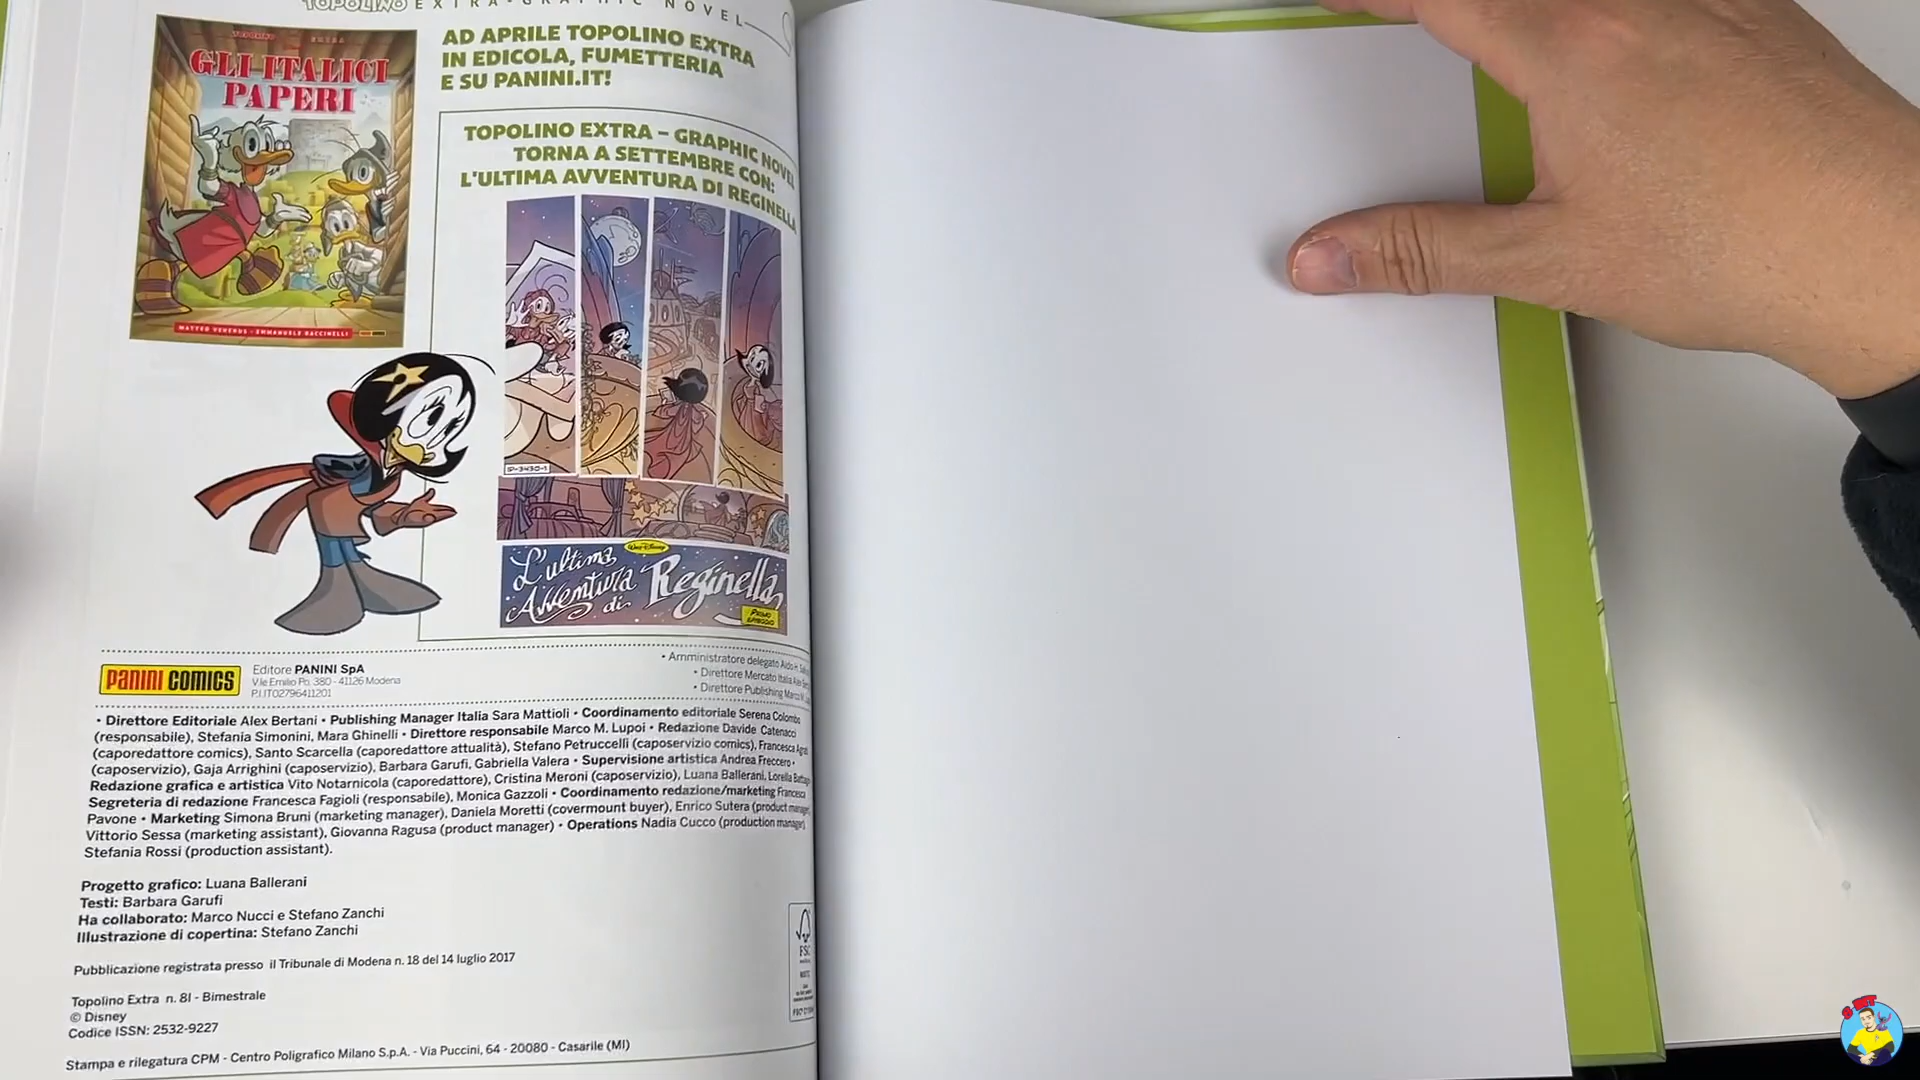 TOPOLINO EXTRA-GRAPHIC NOVEL
TOPOLINO EXTRA
GLI ITALICI
PAPERI
MATTEO VENERUS - EMMANUELE BACCINELLI
AD APRILE TOPOLINO EXTRA
IN EDICOLA, FUMETTERIA
E SU PANINI.IT!
TOPOLINO EXTRA – GRAPHIC NOVEL
TORNA A SETTEMBRE CON:
L'ULTIMA AVVENTURA DI REGINELLA
IP-3430-1
Walt Disney
L'ultima
Avventura
di
Reginella
PRIMO
EPISODIO
PANINI COMICS
Editore PANINI SpA
V.le Emilio Po, 380 - 41126 Modena
P.I. IT02796411201
• Amministratore delegato Aldo H.
• Direttore Mercato Italia Alex
• Direttore Publishing Marco M.
• Direttore Editoriale Alex Bertani • Publishing Manager Italia Sara Mattioli • Coordinamento editoriale Serena Colombo
(responsabile), Stefania Simonini, Mara Ghinelli • Direttore responsabile Marco M. Lupoi • Redazione Davide Catenacci
(caporedattore comics), Santo Scarcella (caporedattore attualità), Stefano Petruccelli (caposervizio comics), Francesca
(caposervizio), Gaja Arrighini (caposervizio), Barbara Garufi, Gabriella Valera • Supervisione artistica Andrea Freccero •
Redazione grafica e artistica Vito Notarnicola (caporedattore), Cristina Meroni (caposervizio), Luana Ballerani, Lorella
Segreteria di redazione Francesca Fagioli (responsabile), Monica Gazzoli • Coordinamento redazione/marketing Francesca
Pavone • Marketing Simona Bruni (marketing manager), Daniela Moretti (covermount buyer), Enrico Sutera (product manager),
Vittorio Sessa (marketing assistant), Giovanna Ragusa (product manager) • Operations Nadia Cucco (production manager),
Stefania Rossi (production assistant).
Progetto grafico: Luana Ballerani
Testi: Barbara Garufi
Ha collaborato: Marco Nucci e Stefano Zanchi
Illustrazione di copertina: Stefano Zanchi
Pubblicazione registrata presso il Tribunale di Modena n. 18 del 14 luglio 2017
Topolino Extra n. 81 - Bimestrale
© Disney
Codice ISSN: 2532-9227
Stampa e rilegatura CPM - Centro Poligrafico Milano S.p.A. - Via Puccini, 64 - 20080 - Casarile (MI)
FSC